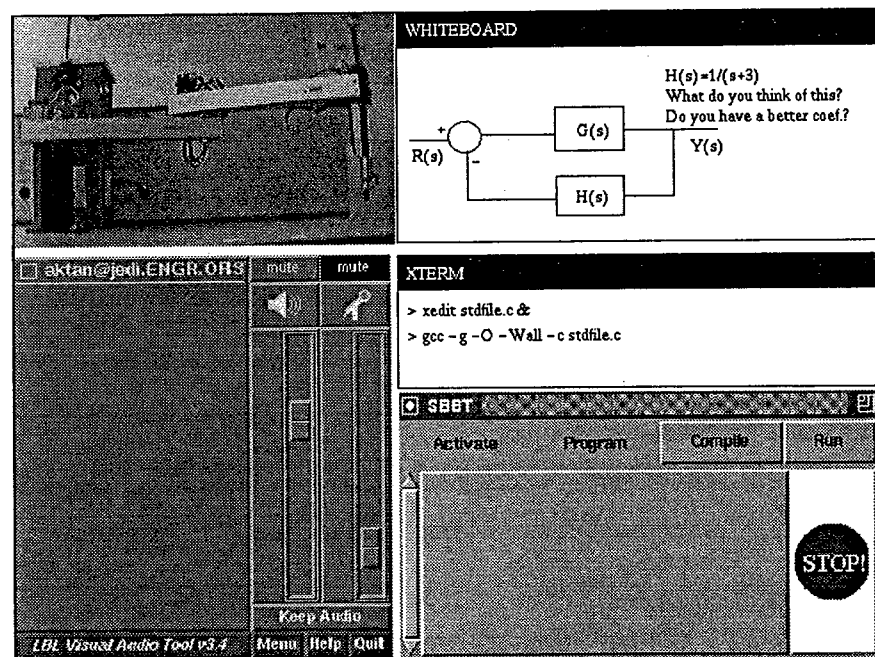 WHITEBOARD
H(s)=1/(s+3)
What do you think of this?
Do you have a better coef.?
+
G(s)
R(s)
-
Y(s)
H(s)
aktan@jedi.ENGR.ORS
mute mute
XTERM
> xedit stdfile.c &
> gcc -g -O -Wall -c stdfile.c
SBBT
Activate Program Compile Run
STOP!
Keep Audio
LBL Visual Audio Tool v3.4
Menu Help Quit